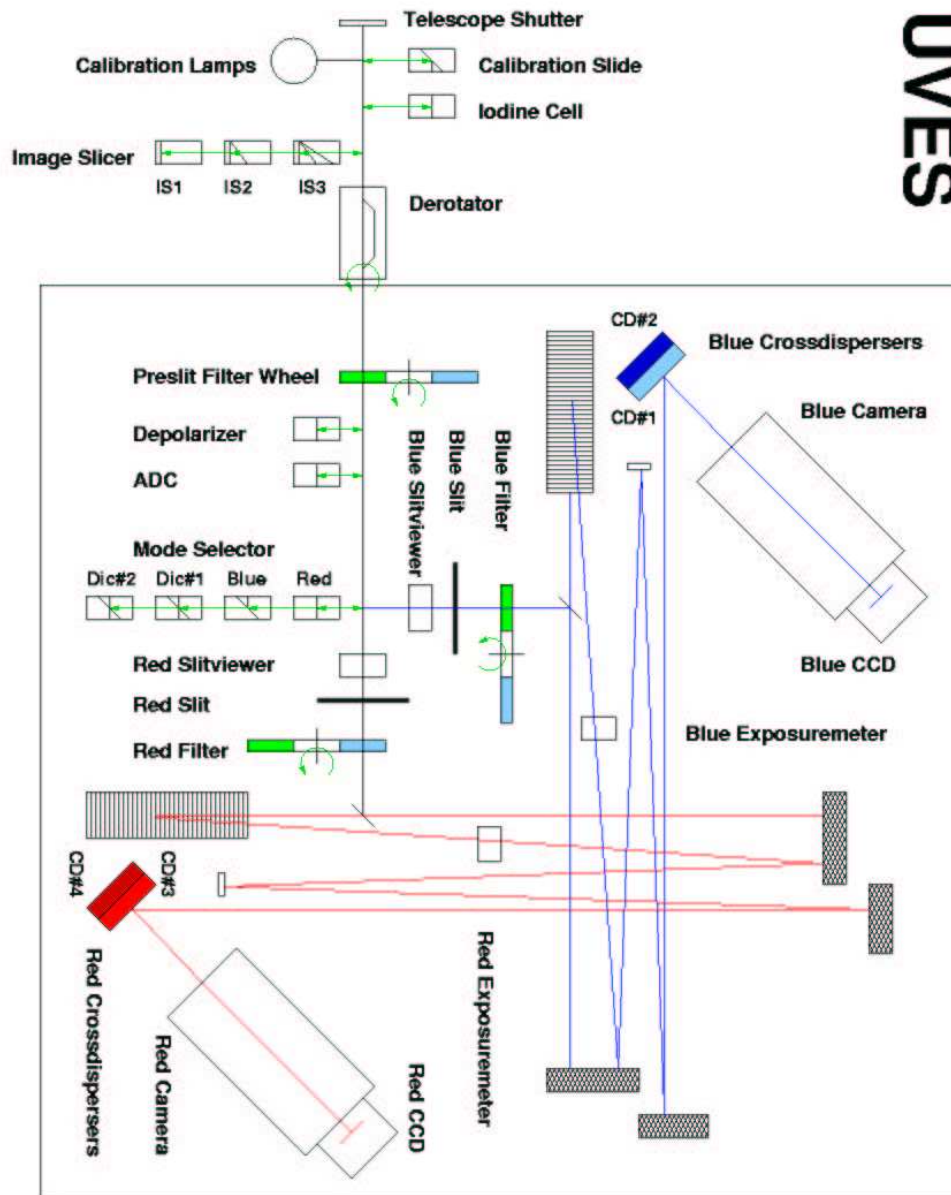 UVES
Telescope Shutter
Calibration Lamps
Calibration Slide
Iodine Cell
Image Slicer
IS1
IS2
IS3
Derotator
CD#2
Blue Crossdispersers
CD#1
Blue Camera
Preslit Filter Wheel
Depolarizer
ADC
Blue Slitviewer
Blue Slit
Blue Filter
Mode Selector
Dic#2
Dic#1
Blue
Red
Red Slitviewer
Red Slit
Red Filter
Blue CCD
Blue Exposuremeter
CD#4
CD#3
Red Crossdispersers
Red Camera
Red CCD
Red Exposuremeter